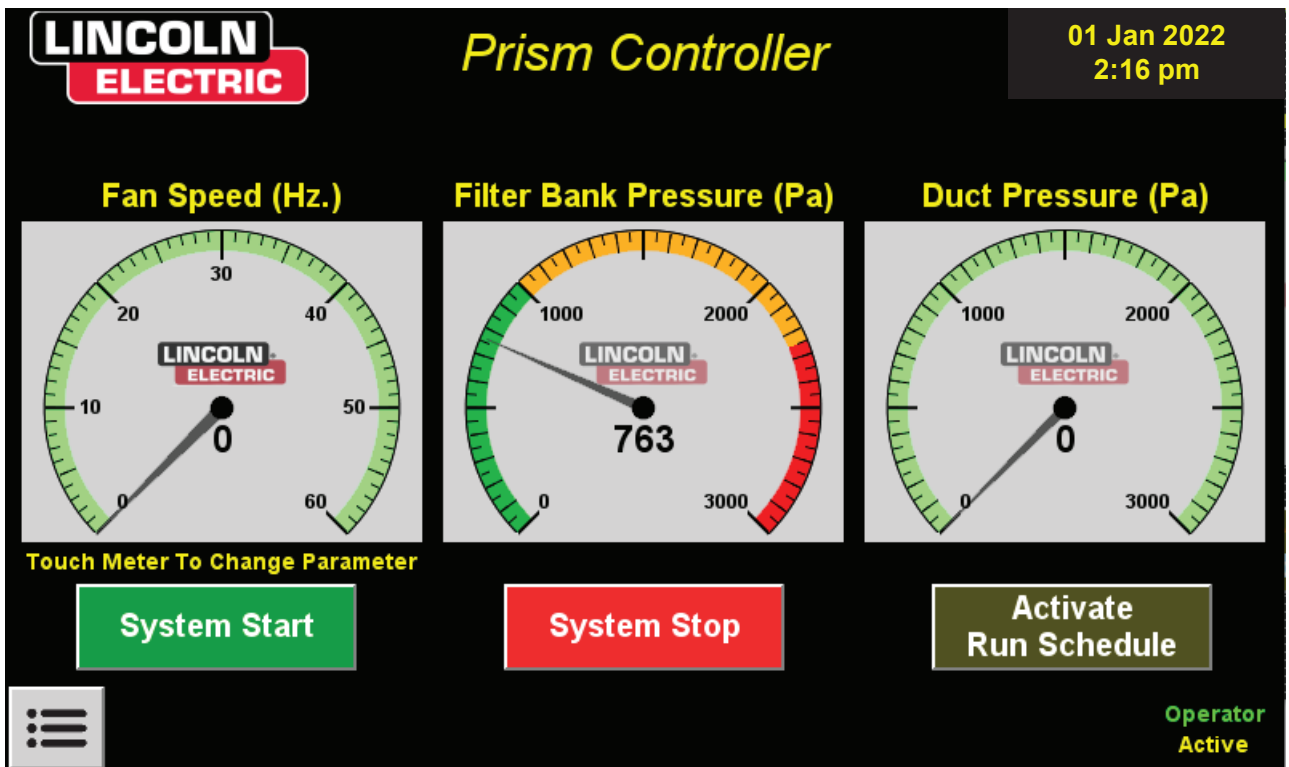 LINCOLN
ELECTRIC
Prism Controller
01 Jan 2022
2:16 pm
Fan Speed (Hz.)
30
20
40
LINCOLN
ELECTRIC
10
50
0
0
60
Touch Meter To Change Parameter
Filter Bank Pressure (Pa)
1000
2000
LINCOLN
ELECTRIC
763
0
3000
Duct Pressure (Pa)
1000
2000
LINCOLN
ELECTRIC
0
0
3000
System Start
System Stop
Activate
Run Schedule
Operator
Active